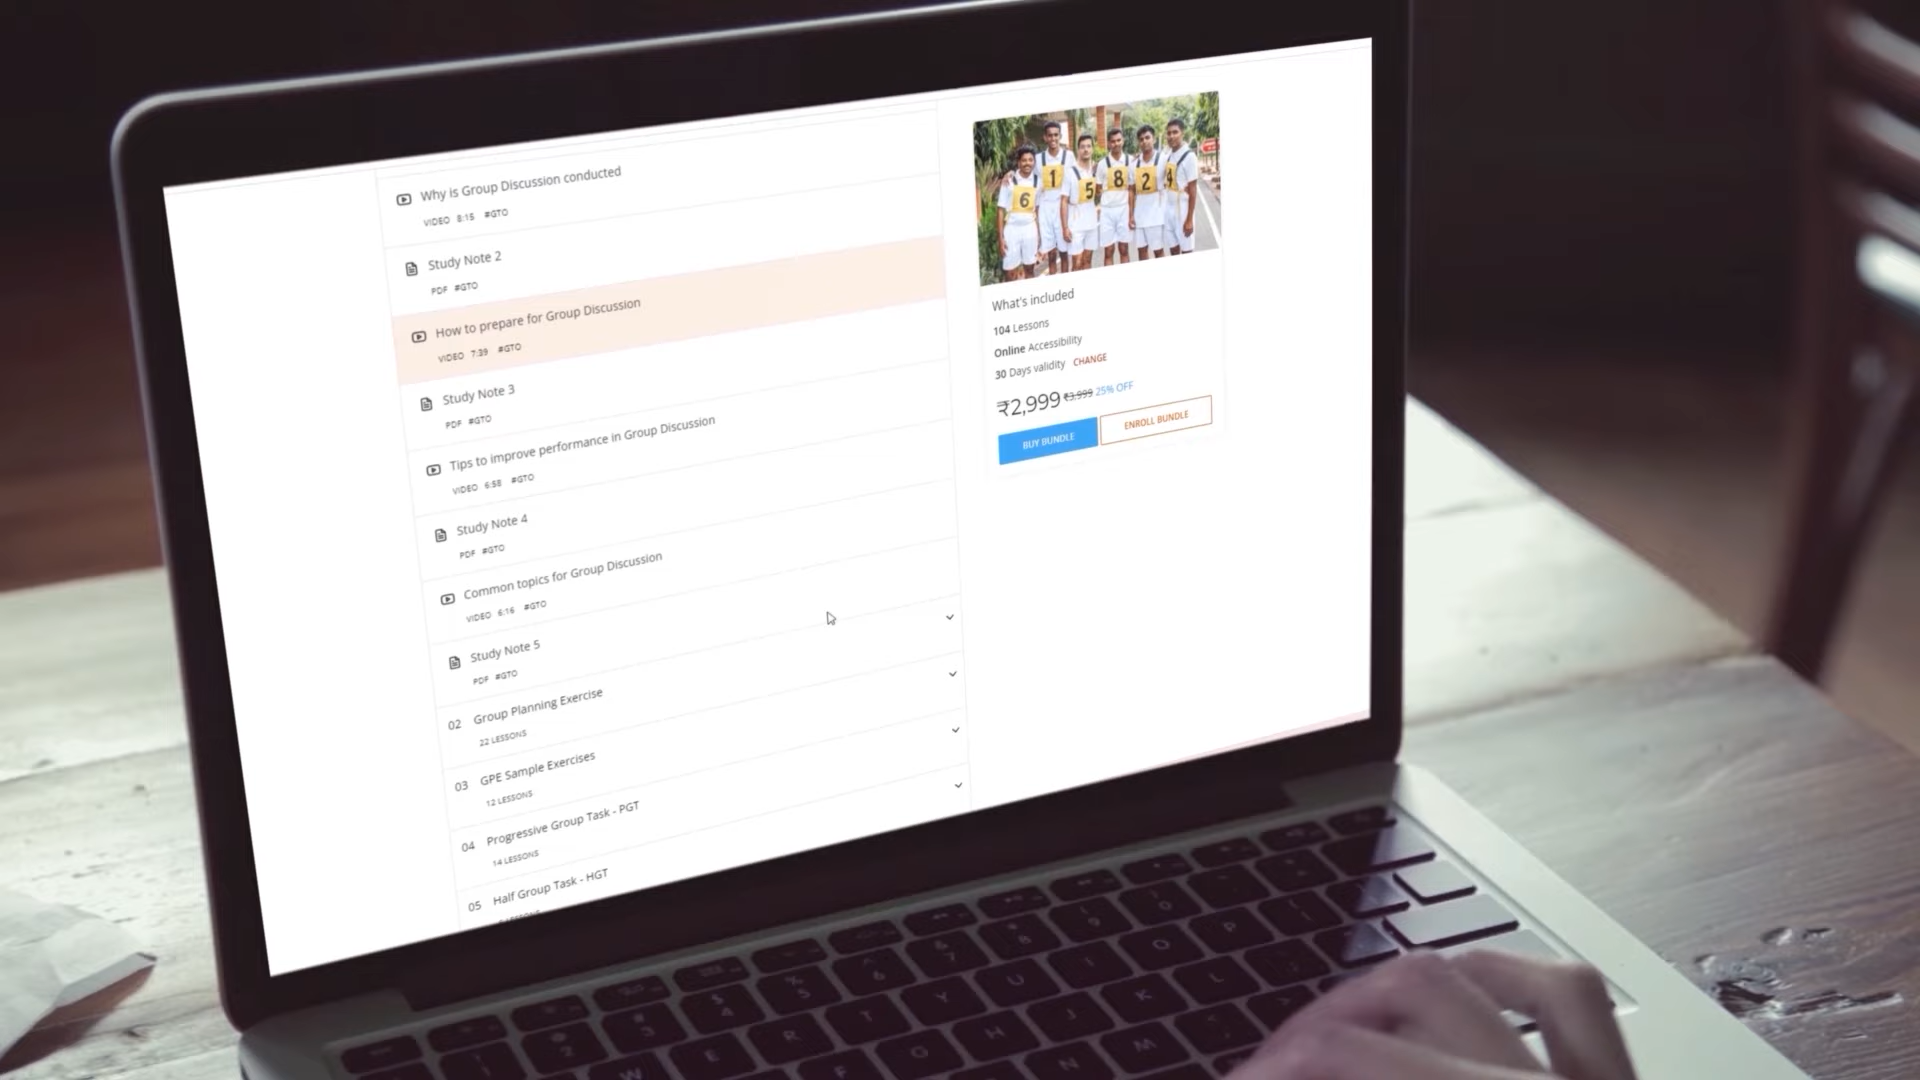 Why is Group Discussion conducted
VIDEO 8:15 #GTO
Study Note 2
PDF #GTO
How to prepare for Group Discussion
VIDEO 7:39 #GTO
Study Note 3
PDF #GTO
Tips to improve performance in Group Discussion
VIDEO 6:58 #GTO
Study Note 4
PDF #GTO
Common topics for Group Discussion
VIDEO 6:16 #GTO
Study Note 5
PDF #GTO
02 Group Planning Exercise
22 LESSONS
03 GPE Sample Exercises
12 LESSONS
04 Progressive Group Task - PGT
14 LESSONS
05 Half Group Task - HGT
6 1 5 8 2 4
What's included
104 Lessons
Online Accessibility
30 Days validity CHANGE
₹2,999 ₹3,999 25% OFF
BUY BUNDLE ENROLL BUNDLE